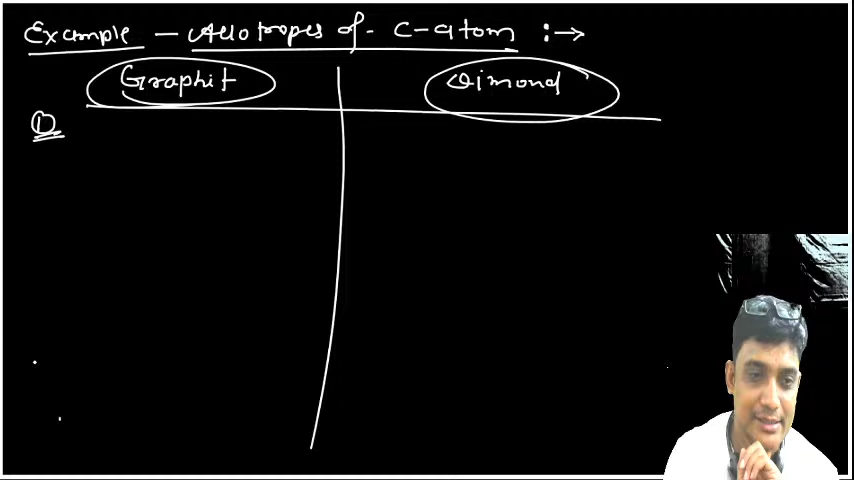 Example - Allotropes of C-atom :→
Graphit
Dimond
①